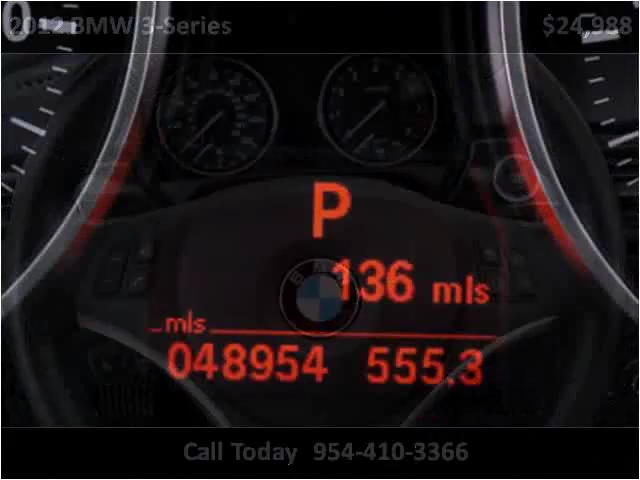 2012 BMW 3-Series $24,988
P
136 mls
mls
048954 555.3
Call Today 954-410-3366